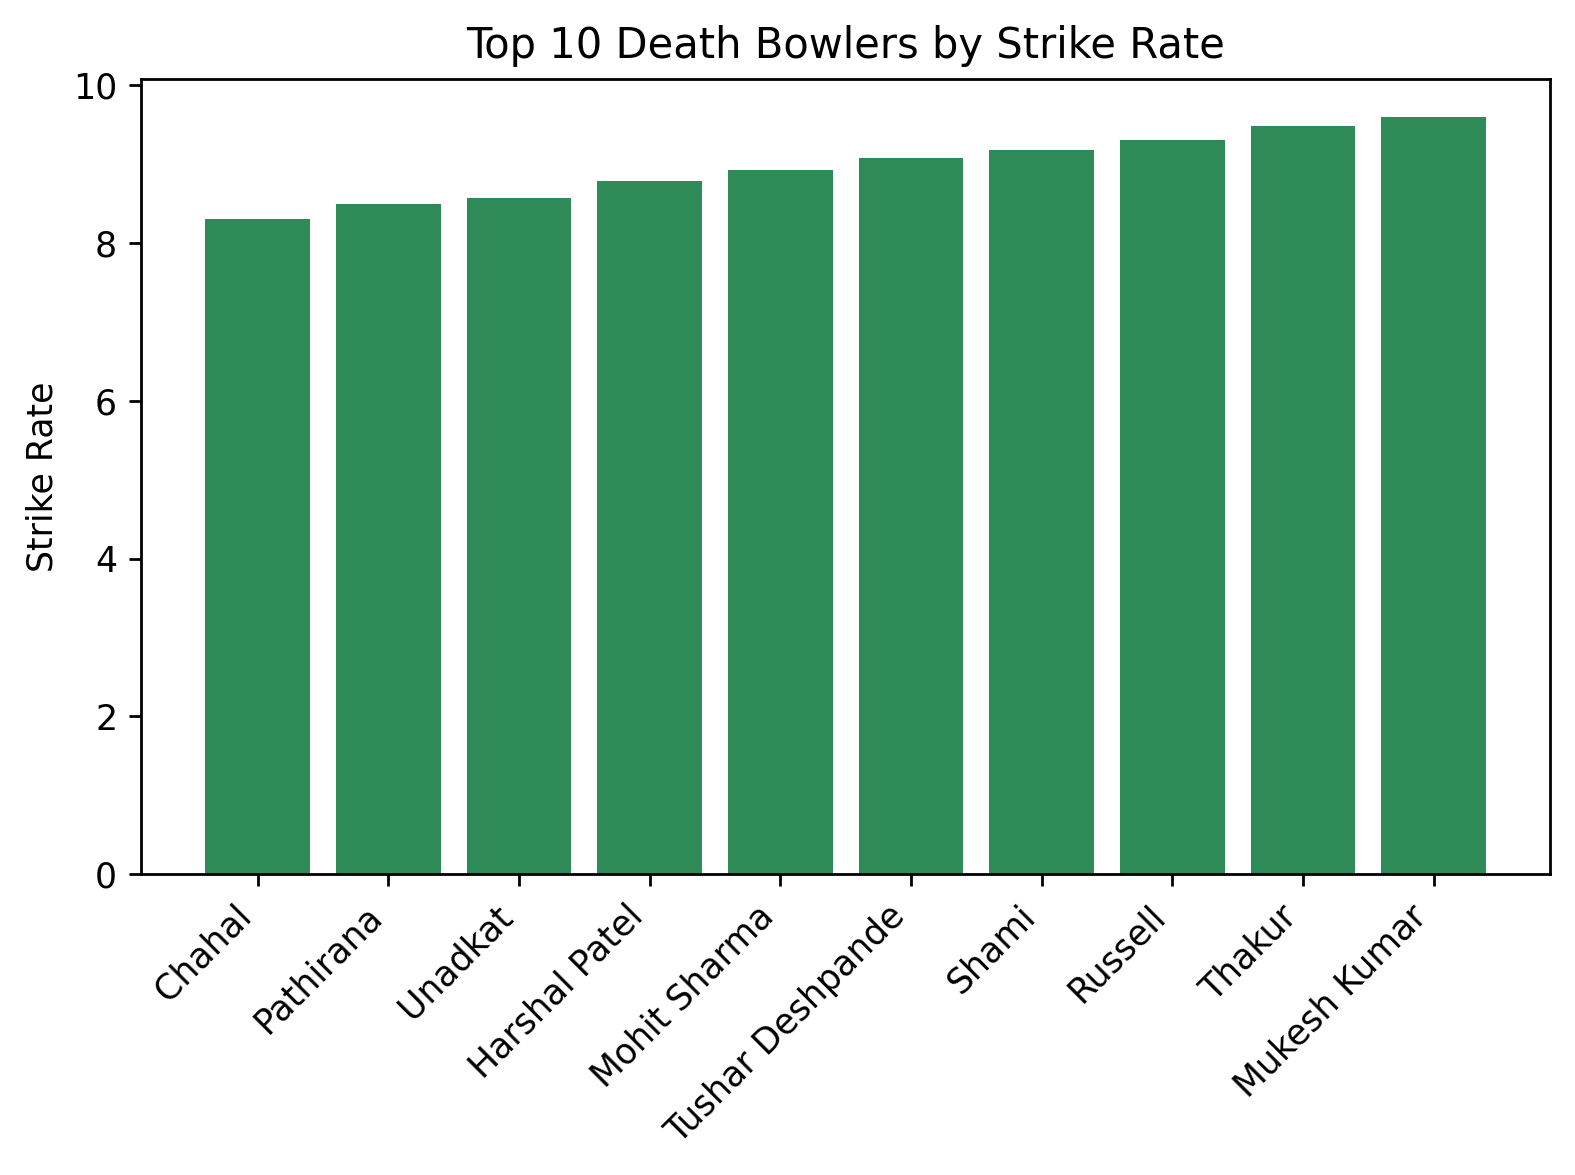 Top 10 Death Bowlers by Strike Rate
Strike Rate
10
8
6
4
2
0
Chahal
Pathirana
Unadkat
Harshal Patel
Mohit Sharma
Tushar Deshpande
Shami
Russell
Thakur
Mukesh Kumar